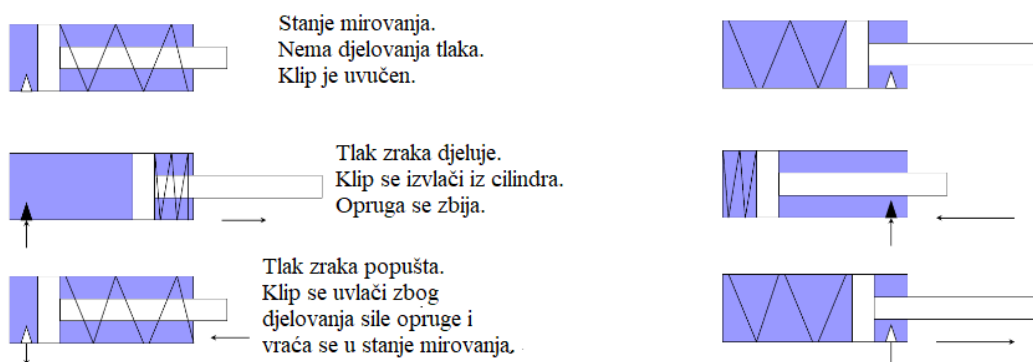 Stanje mirovanja.
Nema djelovanja tlaka.
Klip je uvučen.
Tlak zraka djeluje.
Klip se izvlači iz cilindra.
Opruga se zbija.
Tlak zraka popušta.
Klip se uvlači zbog
djelovanja sile opruge i
vraća se u stanje mirovanja.